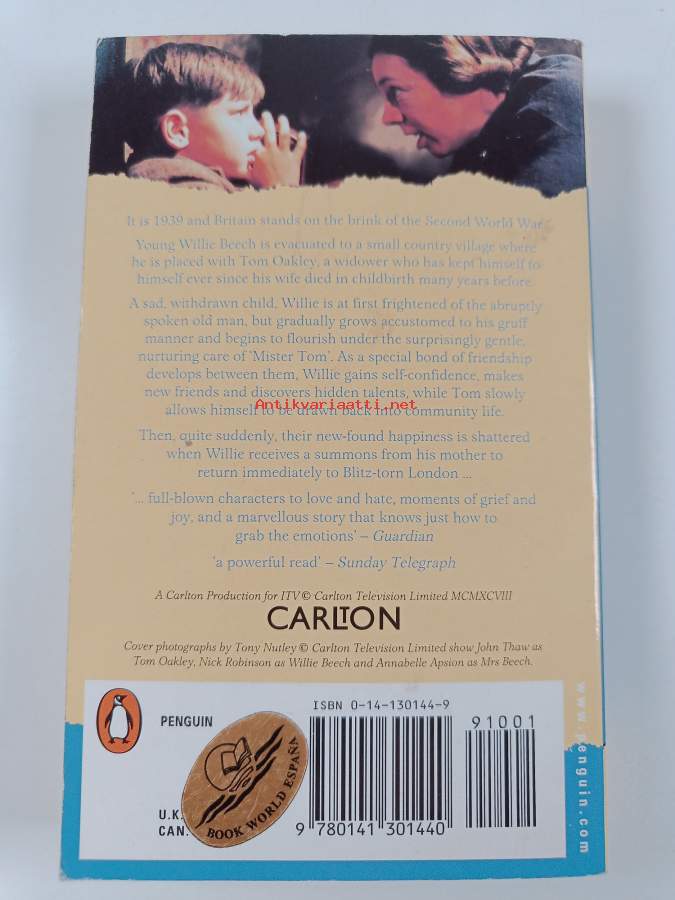 It is 1939 and Britain stands on the brink of the Second World War.
Young Willie Beech is evacuated to a small country village where
he is placed with Tom Oakley, a widower who has kept himself to
himself ever since his wife died in childbirth many years before.
A sad, withdrawn child, Willie is at first frightened of the abruptly
spoken old man, but gradually grows accustomed to his gruff
manner and begins to flourish under the surprisingly gentle,
nurturing care of 'Mister Tom'. As a special bond of friendship
develops between them, Willie gains self-confidence, makes
new friends and discovers hidden talents, while Tom slowly
Antikvariaatti.net
allows himself to be drawn back into community life.
Then, quite suddenly, their new-found happiness is shattered
when Willie receives a summons from his mother to
return immediately to Blitz-torn London ...
'... full-blown characters to love and hate, moments of grief and
joy, and a marvellous story that knows just how to
grab the emotions' – Guardian
'a powerful read' – Sunday Telegraph
A Carlton Production for ITV © Carlton Television Limited MCMXCVIII
CARLTON
Cover photographs by Tony Nutley © Carlton Television Limited show John Thaw as
Tom Oakley, Nick Robinson as Willie Beech and Annabelle Apsion as Mrs Beech.
PENGUIN
ISBN 0-14-130144-9
91001
U.K.
CAN.
BOOK WORLD ESPAÑA
9 780141 301440
www.penguin.com